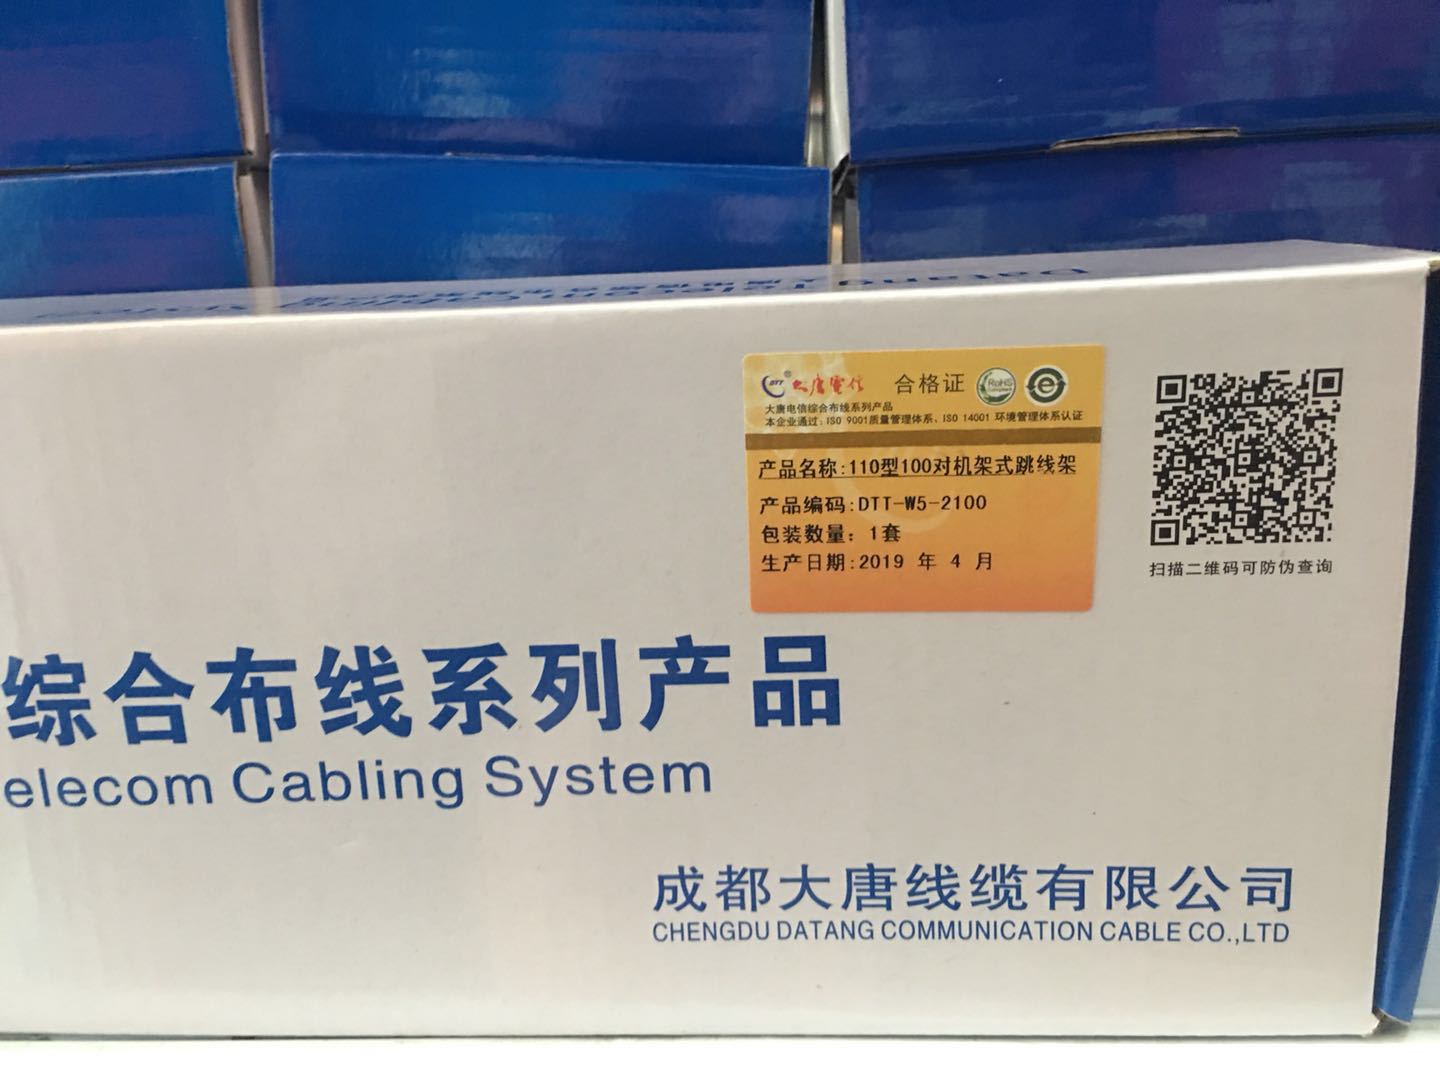 DTT® 大唐電信 合格证 RoHS e
大唐电信综合布线系列产品
本企业通过:ISO 9001质量管理体系、ISO 14001 环境管理体系认证
产品名称:110型100对机架式跳线架
产品编码:DTT-W5-2100
包装数量:1套
生产日期:2019 年 4 月
扫描二维码可防伪查询
综合布线系列产品
elecom Cabling System
成都大唐线缆有限公司
CHENGDU DATANG COMMUNICATION CABLE CO.,LTD